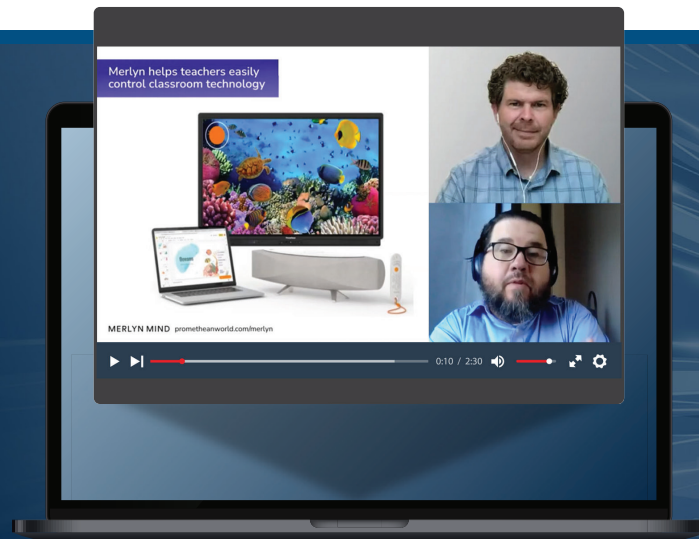 Merlyn helps teachers easily
control classroom technology
MERLYN MIND prometheanworld.com/merlyn
0:10 / 2:30